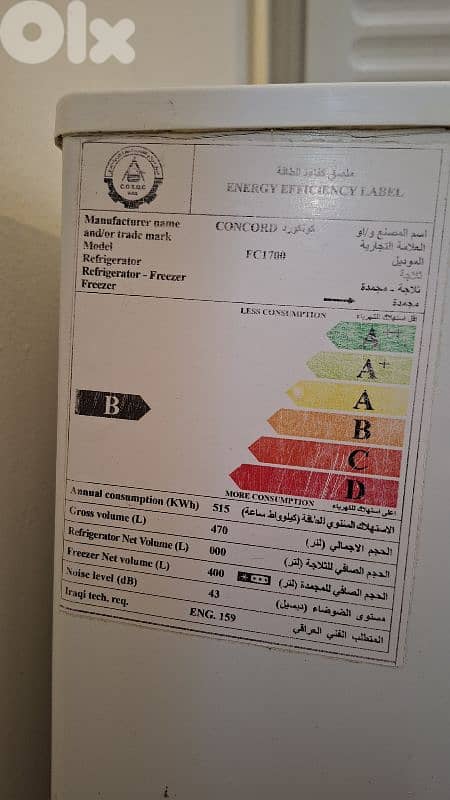 OLX
C.O.S.Q.C
ملصق كفاءة الطاقة
ENERGY EFFICIENCY LABEL
Manufacturer name CONCORD كونكورد اسم المصنع و/او
and/or trade mark العلامة التجارية
Model FC1700 الموديل
Refrigerator ثلاجة
Refrigerator - Freezer ثلاجة - مجمدة
Freezer مجمدة
LESS CONSUMPTION اقل استهلاك للكهرباء
A++
A+
A
B B
C
D
MORE CONSUMPTION اعلى استهلاك للكهرباء
Annual consumption (KWh) 515 الاستهلاك السنوي للطاقة (كيلوواط ساعة)
Gross volume (L) 470 الحجم الاجمالي (لتر)
Refrigerator Net Volume (L) 000 الحجم الصافي للثلاجة (لتر)
Freezer Net volume (L) 400 الحجم الصافي للمجمدة (لتر)
Noise level (dB) 43 مستوى الضوضاء (ديسبل)
Iraqi tech. req. ENG. 159 المتطلب الفني العراقي